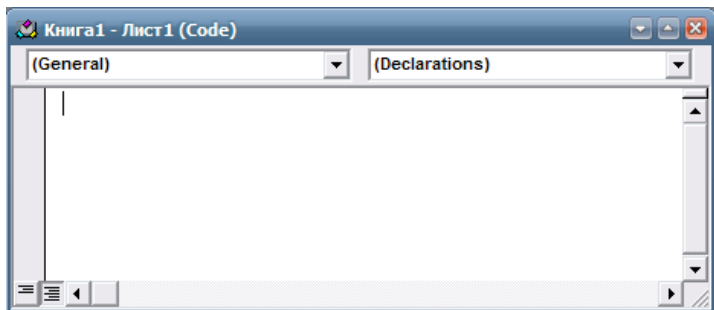 Книга1 - Лист1 (Code)
(General)
(Declarations)